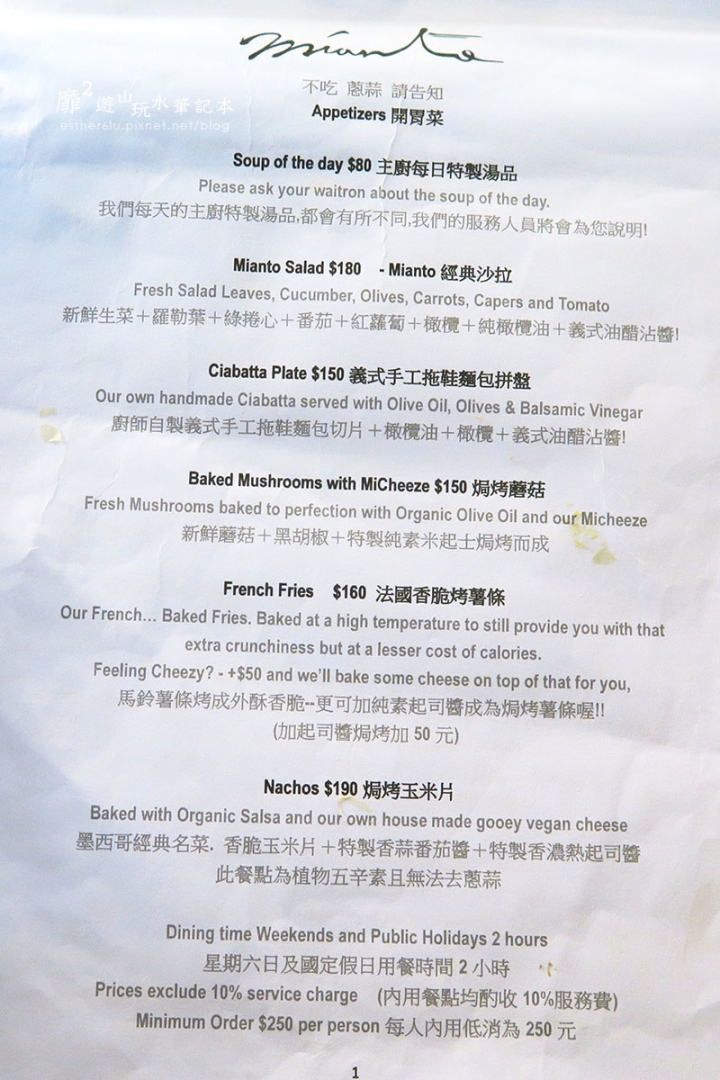 mianto
不吃 蔥蒜 請告知
靡2遊山玩水筆記本
esther6lu.pixnet.net/blog
Appetizers 開胃菜
Soup of the day $80 主廚每日特製湯品
Please ask your waitron about the soup of the day.
我們每天的主廚特製湯品,都會有所不同,我們的服務人員將會為您說明!
Mianto Salad $180 - Mianto 經典沙拉
Fresh Salad Leaves, Cucumber, Olives, Carrots, Capers and Tomato
新鮮生菜＋羅勒葉＋綠捲心＋番茄＋紅蘿蔔＋橄欖＋純橄欖油＋義式油醋沾醬!
Ciabatta Plate $150 義式手工拖鞋麵包拼盤
Our own handmade Ciabatta served with Olive Oil, Olives & Balsamic Vinegar
廚師自製義式手工拖鞋麵包切片＋橄欖油＋橄欖＋義式油醋沾醬!
Baked Mushrooms with MiCheeze $150 焗烤蘑菇
Fresh Mushrooms baked to perfection with Organic Olive Oil and our Micheeze
新鮮蘑菇＋黑胡椒＋特製純素米起士焗烤而成
French Fries $160 法國香脆烤薯條
Our French… Baked Fries. Baked at a high temperature to still provide you with that
extra crunchiness but at a lesser cost of calories.
Feeling Cheezy? - +$50 and we'll bake some cheese on top of that for you,
馬鈴薯條烤成外酥香脆--更可加純素起司醬成為焗烤薯條喔!!
(加起司醬焗烤加 50 元)
Nachos $190 焗烤玉米片
Baked with Organic Salsa and our own house made gooey vegan cheese
墨西哥經典名菜. 香脆玉米片＋特製香蒜番茄醬＋特製香濃熱起司醬
此餐點為植物五辛素且無法去蔥蒜
Dining time Weekends and Public Holidays 2 hours
星期六日及國定假日用餐時間 2 小時
Prices exclude 10% service charge (內用餐點均酌收 10%服務費)
Minimum Order $250 per person 每人內用低消為 250 元
1